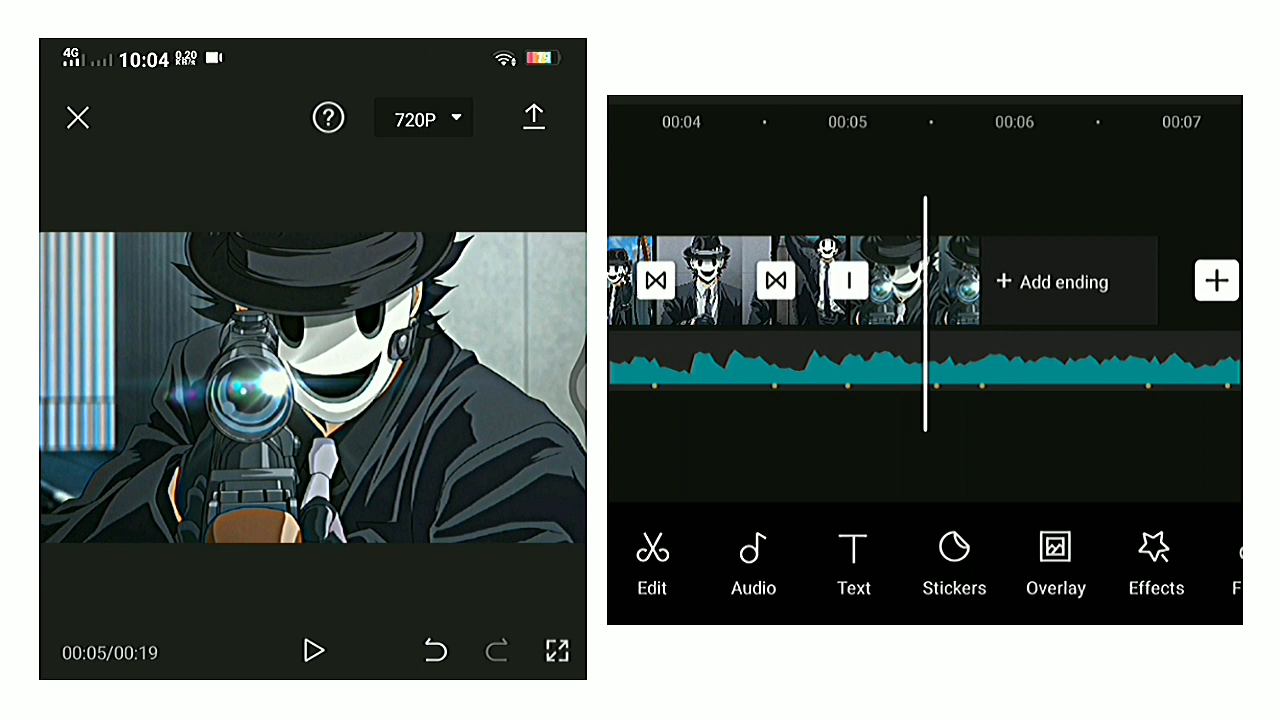 4G 10:04 0.20 KB/s
720P
00:05/00:19
00:04 00:05 00:06 00:07
+ Add ending
Edit Audio Text Stickers Overlay Effects F